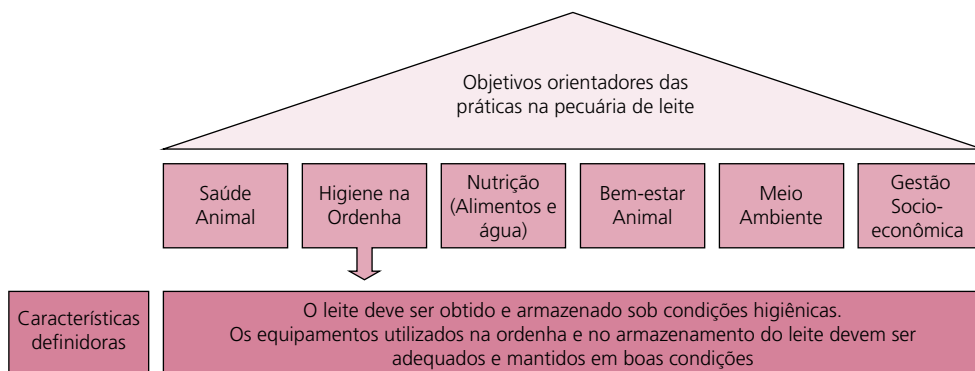 Objetivos orientadores das
práticas na pecuária de leite
Saúde
Animal
Higiene na
Ordenha
Nutrição
(Alimentos e
água)
Bem-estar
Animal
Meio
Ambiente
Gestão
Socio-
econômica
Características
definidoras
O leite deve ser obtido e armazenado sob condições higiênicas.
Os equipamentos utilizados na ordenha e no armazenamento do leite devem ser
adequados e mantidos em boas condições